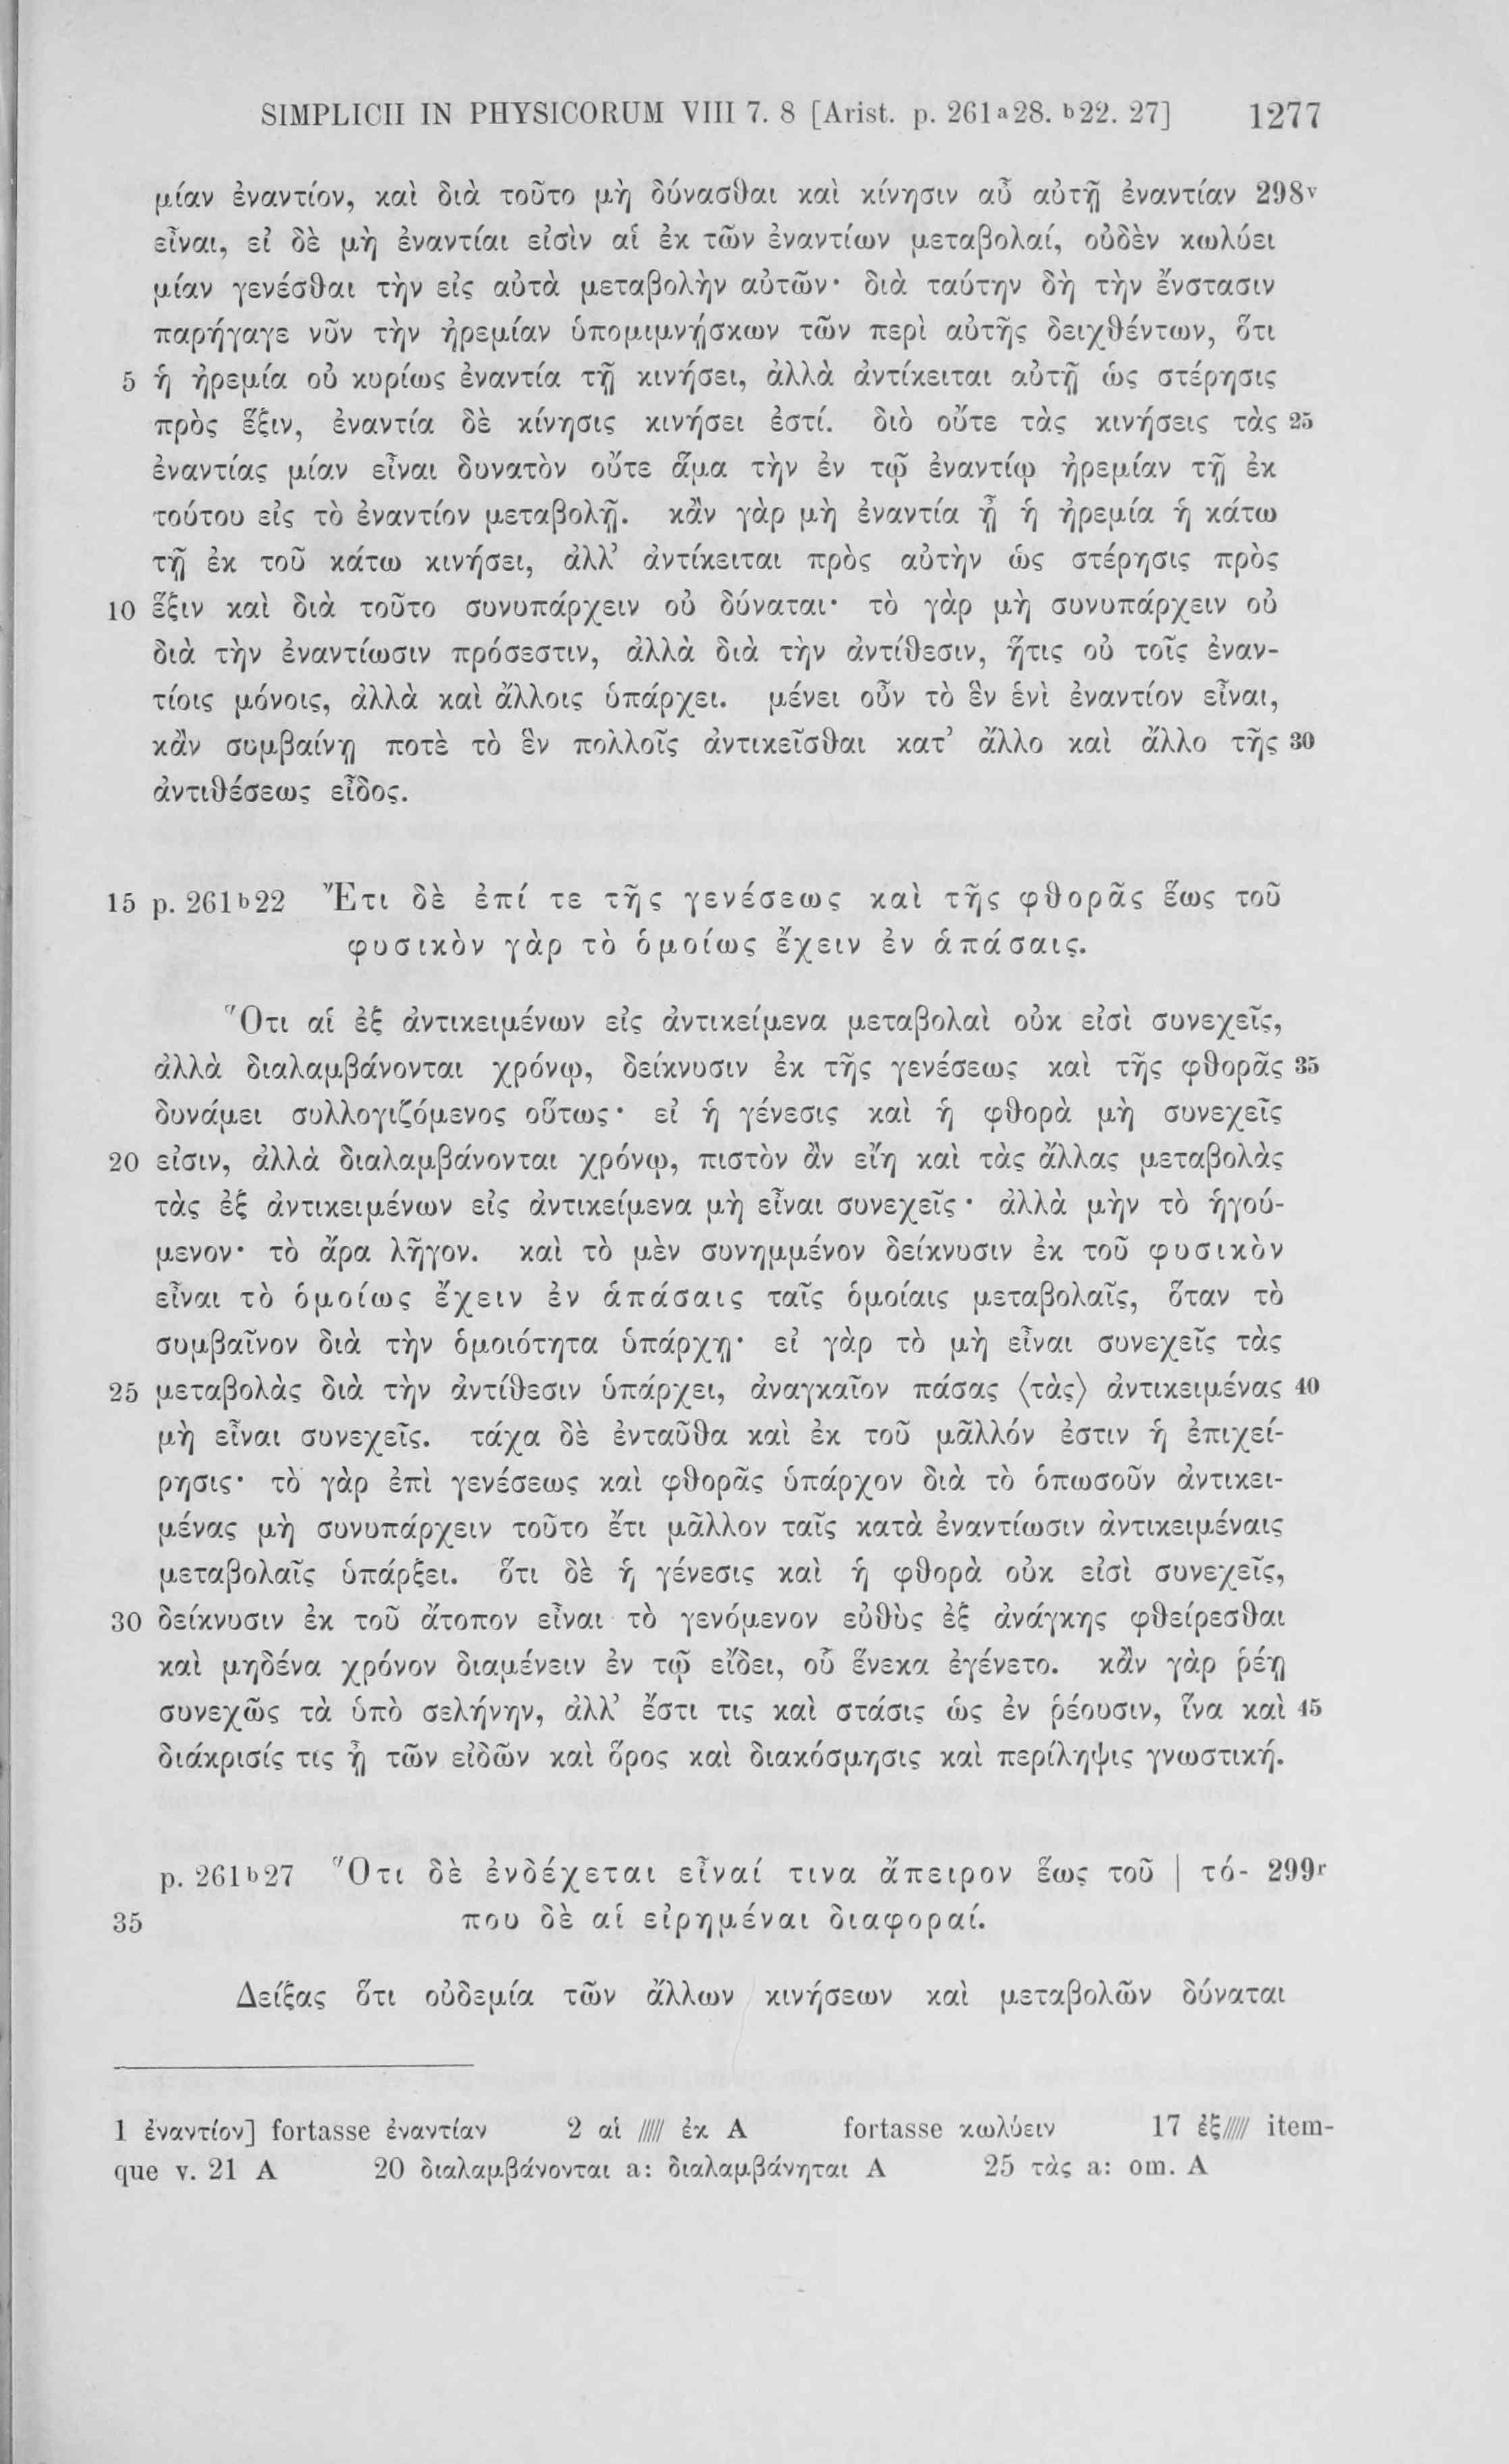 SIMPLICII IN PHYSICORUM VIII 7. 8 [Arist. p. 261a28. b22. 27] 1277
μίαν ἐναντίον, καὶ διὰ τοῦτο μὴ δύνασθαι καὶ κίνησιν αὖ αὐτῇ ἐναντίαν 298v
εἶναι, εἰ δὲ μὴ ἐναντίαι εἰσὶν αἱ ἐκ τῶν ἐναντίων μεταβολαί, οὐδὲν κωλύει
μίαν γενέσθαι τὴν εἰς αὐτὰ μεταβολὴν αὐτῶν· διὰ ταύτην δὴ τὴν ἔνστασιν
παρήγαγε νῦν τὴν ἠρεμίαν ὑπομιμνῄσκων τῶν περὶ αὐτῆς δειχθέντων, ὅτι
5 ἡ ἠρεμία οὐ κυρίως ἐναντία τῇ κινήσει, ἀλλὰ ἀντίκειται αὐτῇ ὡς στέρησις
πρὸς ἕξιν, ἐναντία δὲ κίνησις κινήσει ἐστί. διὸ οὔτε τὰς κινήσεις τὰς 25
ἐναντίας μίαν εἶναι δυνατὸν οὔτε ἅμα τὴν ἐν τῷ ἐναντίῳ ἠρεμίαν τῇ ἐκ
τούτου εἰς τὸ ἐναντίον μεταβολῇ. κἂν γὰρ μὴ ἐναντία ᾖ ἡ ἠρεμία ἡ κάτω
τῇ ἐκ τοῦ κάτω κινήσει, ἀλλ’ ἀντίκειται πρὸς αὐτὴν ὡς στέρησις πρὸς
10 ἕξιν καὶ διὰ τοῦτο συνυπάρχειν οὐ δύναται· τὸ γὰρ μὴ συνυπάρχειν οὐ
διὰ τὴν ἐναντίωσιν πρόσεστιν, ἀλλὰ διὰ τὴν ἀντίθεσιν, ἥτις οὐ τοῖς ἐναν-
τίοις μόνοις, ἀλλὰ καὶ ἄλλοις ὑπάρχει. μένει οὖν τὸ ἓν ἑνὶ ἐναντίον εἶναι,
κἂν συμβαίνῃ ποτὲ τὸ ἓν πολλοῖς ἀντικεῖσθαι κατ’ ἄλλο καὶ ἄλλο τῆς 30
ἀντιθέσεως εἶδος.
15 p. 261b22 Ἔτι δὲ ἐπί τε τῆς γενέσεως καὶ τῆς φθορᾶς ἕως τοῦ
φυσικὸν γὰρ τὸ ὁμοίως ἔχειν ἐν ἁπάσαις.
Ὅτι αἱ ἐξ ἀντικειμένων εἰς ἀντικείμενα μεταβολαὶ οὐκ εἰσὶ συνεχεῖς,
ἀλλὰ διαλαμβάνονται χρόνῳ, δείκνυσιν ἐκ τῆς γενέσεως καὶ τῆς φθορᾶς 35
δυνάμει συλλογιζόμενος οὕτως· εἰ ἡ γένεσις καὶ ἡ φθορὰ μὴ συνεχεῖς
20 εἰσιν, ἀλλὰ διαλαμβάνονται χρόνῳ, πιστὸν ἂν εἴη καὶ τὰς ἄλλας μεταβολὰς
τὰς ἐξ ἀντικειμένων εἰς ἀντικείμενα μὴ εἶναι συνεχεῖς· ἀλλὰ μὴν τὸ ἡγού-
μενον· τὸ ἄρα λῆγον. καὶ τὸ μὲν συνημμένον δείκνυσιν ἐκ τοῦ φυσικὸν
εἶναι τὸ ὁμοίως ἔχειν ἐν ἁπάσαις ταῖς ὁμοίαις μεταβολαῖς, ὅταν τὸ
συμβαῖνον διὰ τὴν ὁμοιότητα ὑπάρχῃ· εἰ γὰρ τὸ μὴ εἶναι συνεχεῖς τὰς
25 μεταβολὰς διὰ τὴν ἀντίθεσιν ὑπάρχει, ἀναγκαῖον πάσας ⟨τὰς⟩ ἀντικειμένας 40
μὴ εἶναι συνεχεῖς. τάχα δὲ ἐνταῦθα καὶ ἐκ τοῦ μᾶλλόν ἐστιν ἡ ἐπιχεί-
ρησις· τὸ γὰρ ἐπὶ γενέσεως καὶ φθορᾶς ὑπάρχον διὰ τὸ ὁπωσοῦν ἀντικει-
μένας μὴ συνυπάρχειν τοῦτο ἔτι μᾶλλον ταῖς κατὰ ἐναντίωσιν ἀντικειμέναις
μεταβολαῖς ὑπάρξει. ὅτι δὲ ἡ γένεσις καὶ ἡ φθορὰ οὐκ εἰσὶ συνεχεῖς,
30 δείκνυσιν ἐκ τοῦ ἄτοπον εἶναι τὸ γενόμενον εὐθὺς ἐξ ἀνάγκης φθείρεσθαι
καὶ μηδένα χρόνον διαμένειν ἐν τῷ εἴδει, οὗ ἕνεκα ἐγένετο. κἂν γὰρ ῥέῃ
συνεχῶς τὰ ὑπὸ σελήνην, ἀλλ’ ἔστι τις καὶ στάσις ὡς ἐν ῥέουσιν, ἵνα καὶ 45
διάκρισίς τις ᾖ τῶν εἰδῶν καὶ ὅρος καὶ διακόσμησις καὶ περίληψις γνωστική.
p. 261b27 Ὅτι δὲ ἐνδέχεται εἶναί τινα ἄπειρον ἕως τοῦ | τό- 299r
35 που δὲ αἱ εἰρημέναι διαφοραί.
Δείξας ὅτι οὐδεμία τῶν ἄλλων κινήσεων καὶ μεταβολῶν δύναται
1 ἐναντίον] fortasse ἐναντίαν 2 αἱ ///// ἐκ A fortasse κωλύειν 17 ἐξ///// item-
que v. 21 A 20 διαλαμβάνονται a: διαλαμβάνηται A 25 τὰς a: om. A